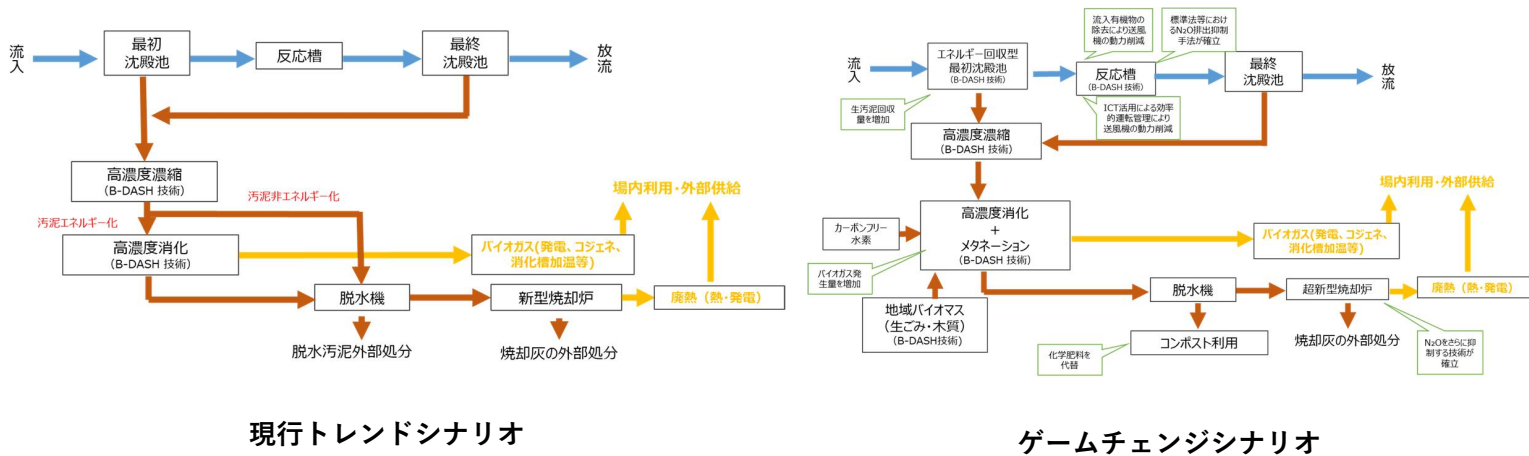 流入
最初
沈殿池
反応槽
最終
沈殿池
放流
高濃度濃縮
(B-DASH 技術)
汚泥非エネルギー化
汚泥エネルギー化
高濃度消化
(B-DASH 技術)
場内利用・外部供給
バイオガス(発電、コジェネ、
消化槽加温等)
脱水機
新型焼却炉
廃熱（熱・発電）
脱水汚泥外部処分
焼却灰の外部処分
現行トレンドシナリオ
流入
エネルギー回収型
最初沈殿池
(B-DASH 技術)
流入有機物の
除去により送風
機の動力削減
標準法等におけ
るN2O排出抑制
手法が確立
反応槽
(B-DASH 技術)
最終
沈殿池
放流
生汚泥回収
量を増加
ICT活用による効率
的運転管理により
送風機の動力削減
高濃度濃縮
(B-DASH 技術)
カーボンフリー
水素
高濃度消化
+
メタネーション
(B-DASH 技術)
場内利用・外部供給
バイオガス(発電、コジェネ、
消化槽加温等)
バイオガス発
生量を増加
地域バイオマス
(生ごみ・木質)
(B-DASH技術)
脱水機
超新型焼却炉
廃熱（熱・発電）
コンポスト利用
焼却灰の外部処分
化学肥料を
代替
N2Oをさらに抑
制する技術が
確立
ゲームチェンジシナリオ